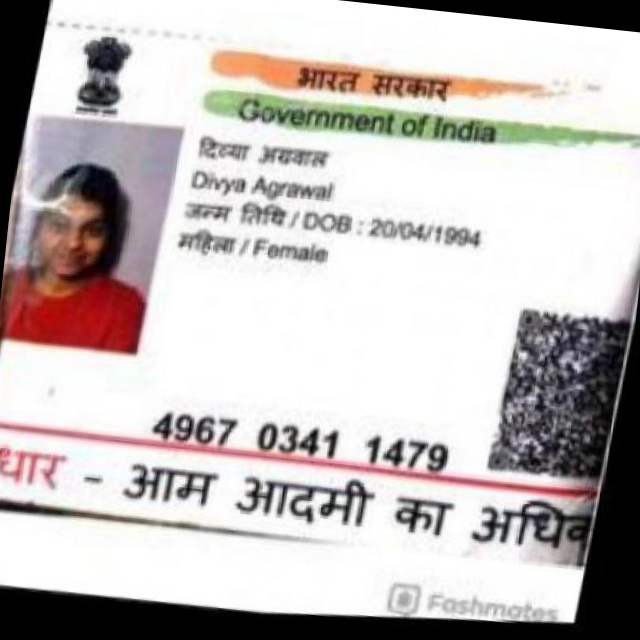 भारत सरकार
Government of India
दिव्या अग्रवाल
Divya Agrawal
जन्म तिथि / DOB : 20/04/1994
महिला / Female
4967 0341 1479
धार - आम आदमी का अधिक
Fashmates